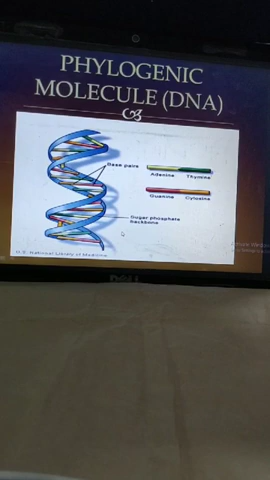 PHYLOGENIC
MOLECULE (DNA)
Base pairs
Adenine Thymine
Guanine Cytosine
Sugar phosphate
backbone
U.S. National Library of Medicine
DELL